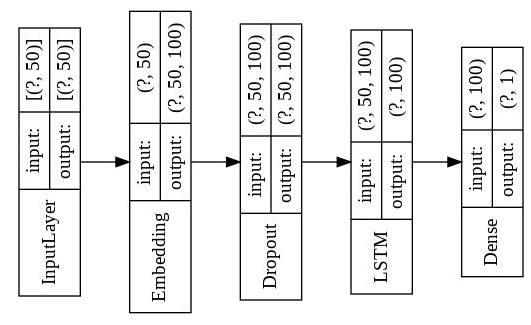 InputLayer
input:
[(?, 50)]
output:
[(?, 50)]
Embedding
input:
(?, 50)
output:
(?, 50, 100)
Dropout
input:
(?, 50, 100)
output:
(?, 50, 100)
LSTM
input:
(?, 50, 100)
output:
(?, 100)
Dense
input:
(?, 100)
output:
(?, 1)